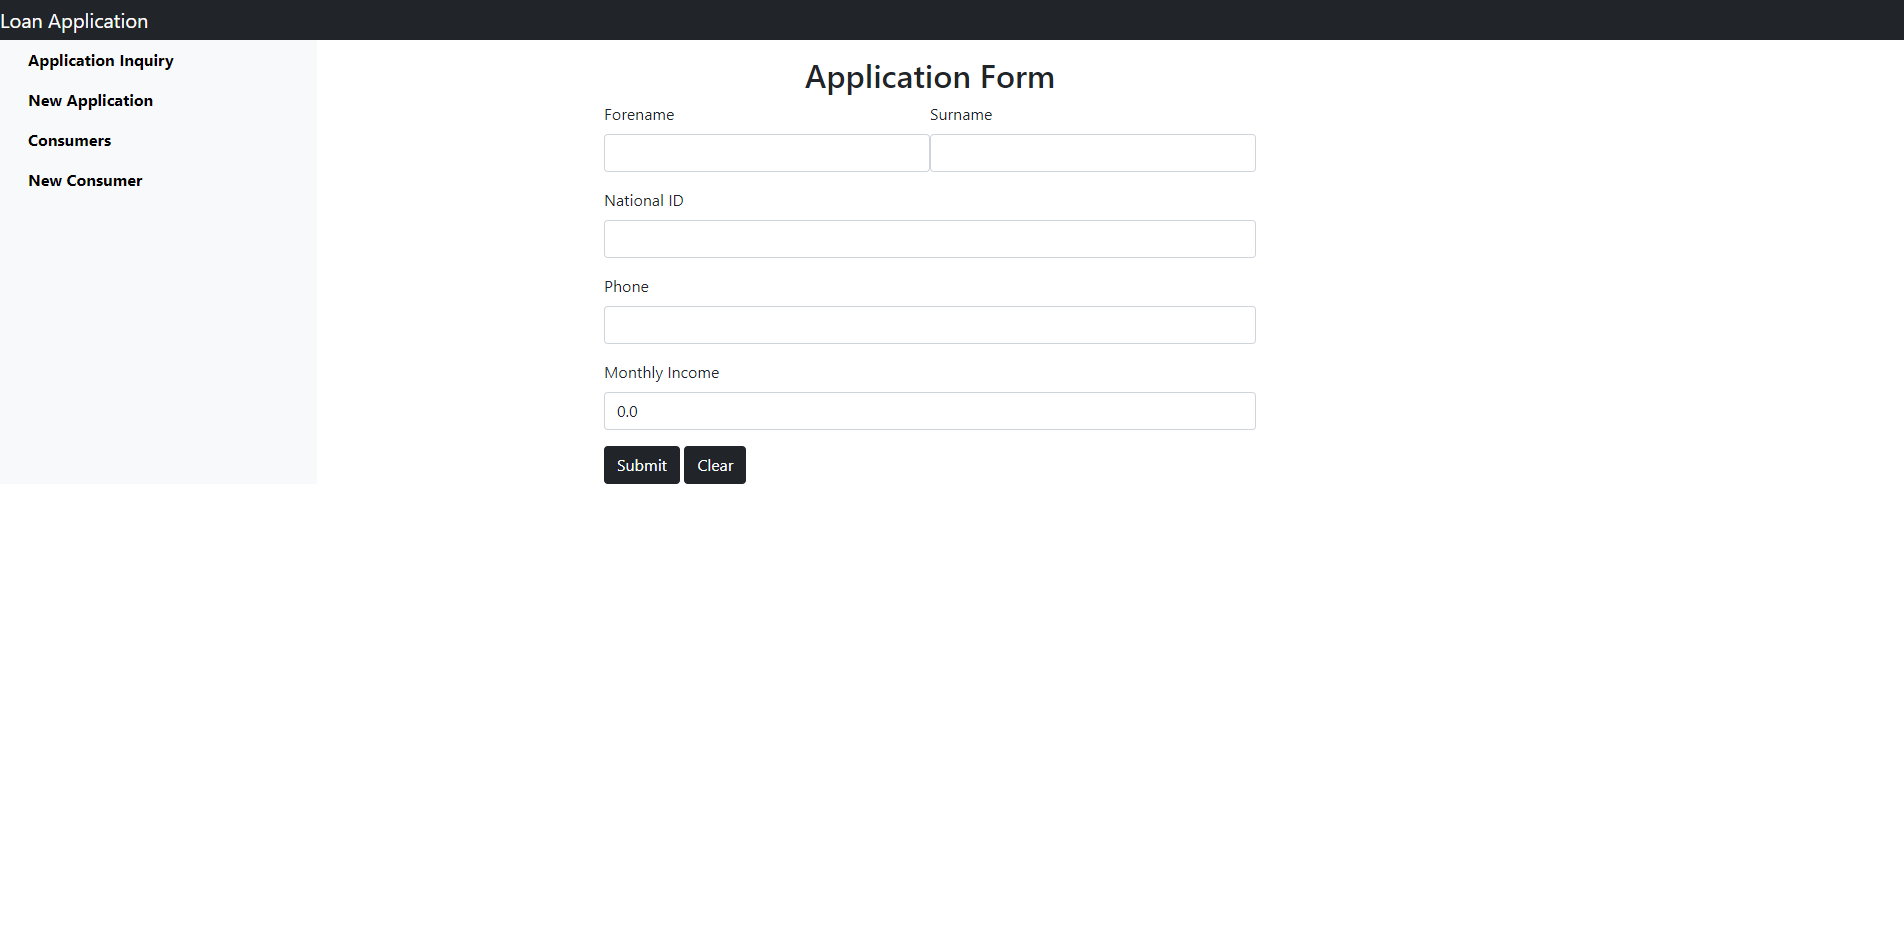 Loan Application
Application Inquiry
New Application
Consumers
New Consumer
Application Form
Forename Surname
National ID
Phone
Monthly Income
0.0
Submit Clear